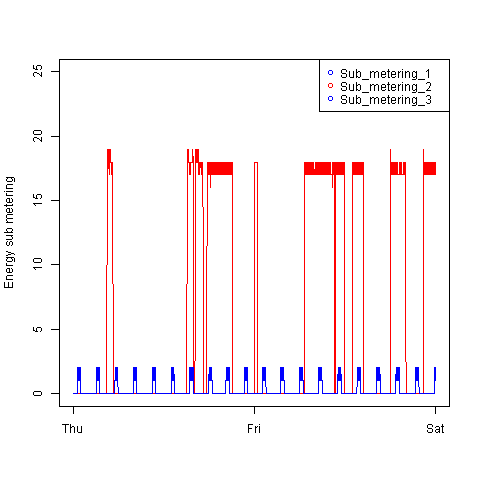 Energy sub metering
25
20
15
10
5
0
Sub_metering_1
Sub_metering_2
Sub_metering_3
Thu Fri Sat